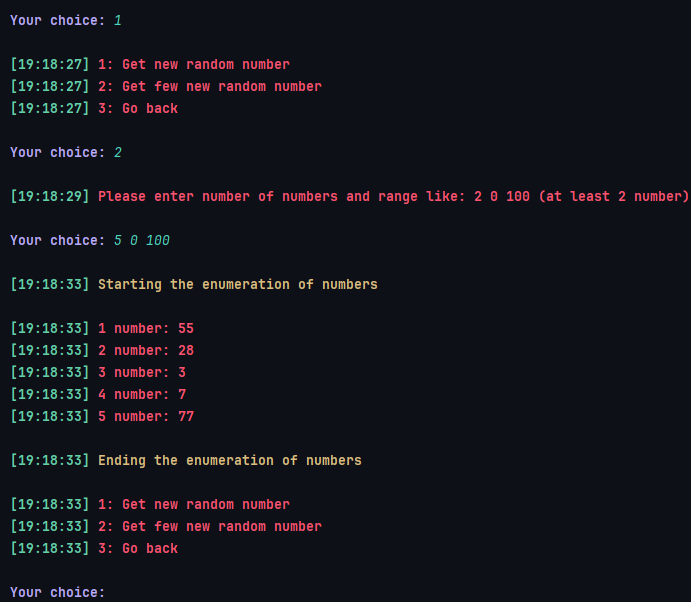 Your choice: 1
[19:18:27] 1: Get new random number
[19:18:27] 2: Get few new random number
[19:18:27] 3: Go back
Your choice: 2
[19:18:29] Please enter number of numbers and range like: 2 0 100 (at least 2 number)
Your choice: 5 0 100
[19:18:33] Starting the enumeration of numbers
[19:18:33] 1 number: 55
[19:18:33] 2 number: 28
[19:18:33] 3 number: 3
[19:18:33] 4 number: 7
[19:18:33] 5 number: 77
[19:18:33] Ending the enumeration of numbers
[19:18:33] 1: Get new random number
[19:18:33] 2: Get few new random number
[19:18:33] 3: Go back
Your choice: